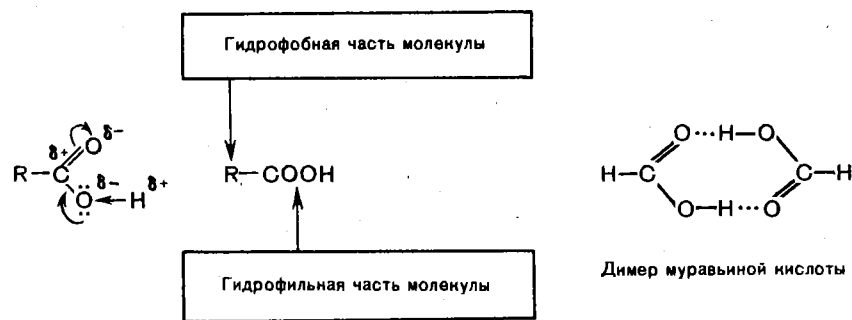 Гидрофобная часть молекулы
δ+ O δ−
R—C
δ− δ+
O H
R—COOH
O···H—O
H—C C—H
O—H···O
Гидрофильная часть молекулы
Димер муравьиной кислоты